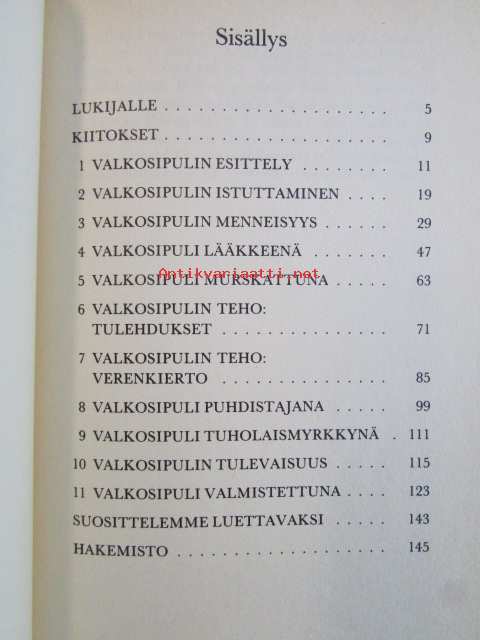 Sisällys
LUKIJALLE . . . . . . . . . . . . . . . . . 5
KIITOKSET . . . . . . . . . . . . . . . . . 9
1 VALKOSIPULIN ESITTELY . . . . . . . . 11
2 VALKOSIPULIN ISTUTTAMINEN . . . . 19
3 VALKOSIPULIN MENNEISYYS . . . . . . 29
4 VALKOSIPULI LÄÄKKEENÄ . . . . . . . 47
Antikvariaatti.net
5 VALKOSIPULI MURSKATTUNA . . . . . 63
6 VALKOSIPULIN TEHO:
TULEHDUKSET . . . . . . . . . . . . . 71
7 VALKOSIPULIN TEHO:
VERENKIERTO . . . . . . . . . . . . . 85
8 VALKOSIPULI PUHDISTAJANA . . . . . 99
9 VALKOSIPULI TUHOLAISMYRKKYNÄ . 111
10 VALKOSIPULIN TULEVAISUUS . . . . . 115
11 VALKOSIPULI VALMISTETTUNA . . . . 123
SUOSITTELEMME LUETTAVAKSI . . . . . 143
HAKEMISTO . . . . . . . . . . . . . . . . 145